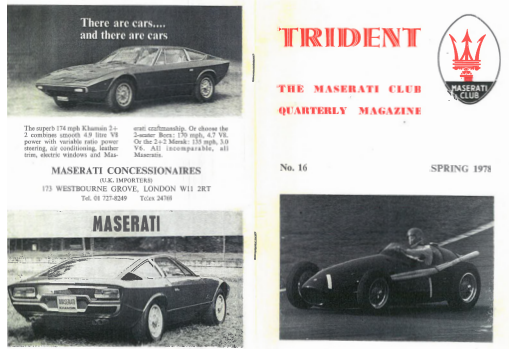 There are cars....
and there are cars
The superb 174 mph Khamsin 2+
2 combines smooth 4.9 litre V8
power with variable ratio power
steering, air conditioning, leather
trim, electric windows and Mas-
erati craftmanship. Or choose the
2-seater Bora: 170 mph, 4.7 V8.
Or the 2+2 Merak: 135 mph, 3.0
V6. All incomparable, all
Maseratis.
MASERATI CONCESSIONAIRES
(U.K. IMPORTERS)
173 WESTBOURNE GROVE, LONDON W11 2RT
Tel. 01 727-8249 Telex 24768
MASERATI
MASERATI
TRIDENT
MASERATI
CLUB
THE MASERATI CLUB
QUARTERLY MAGAZINE
No. 16
SPRING 1978
1